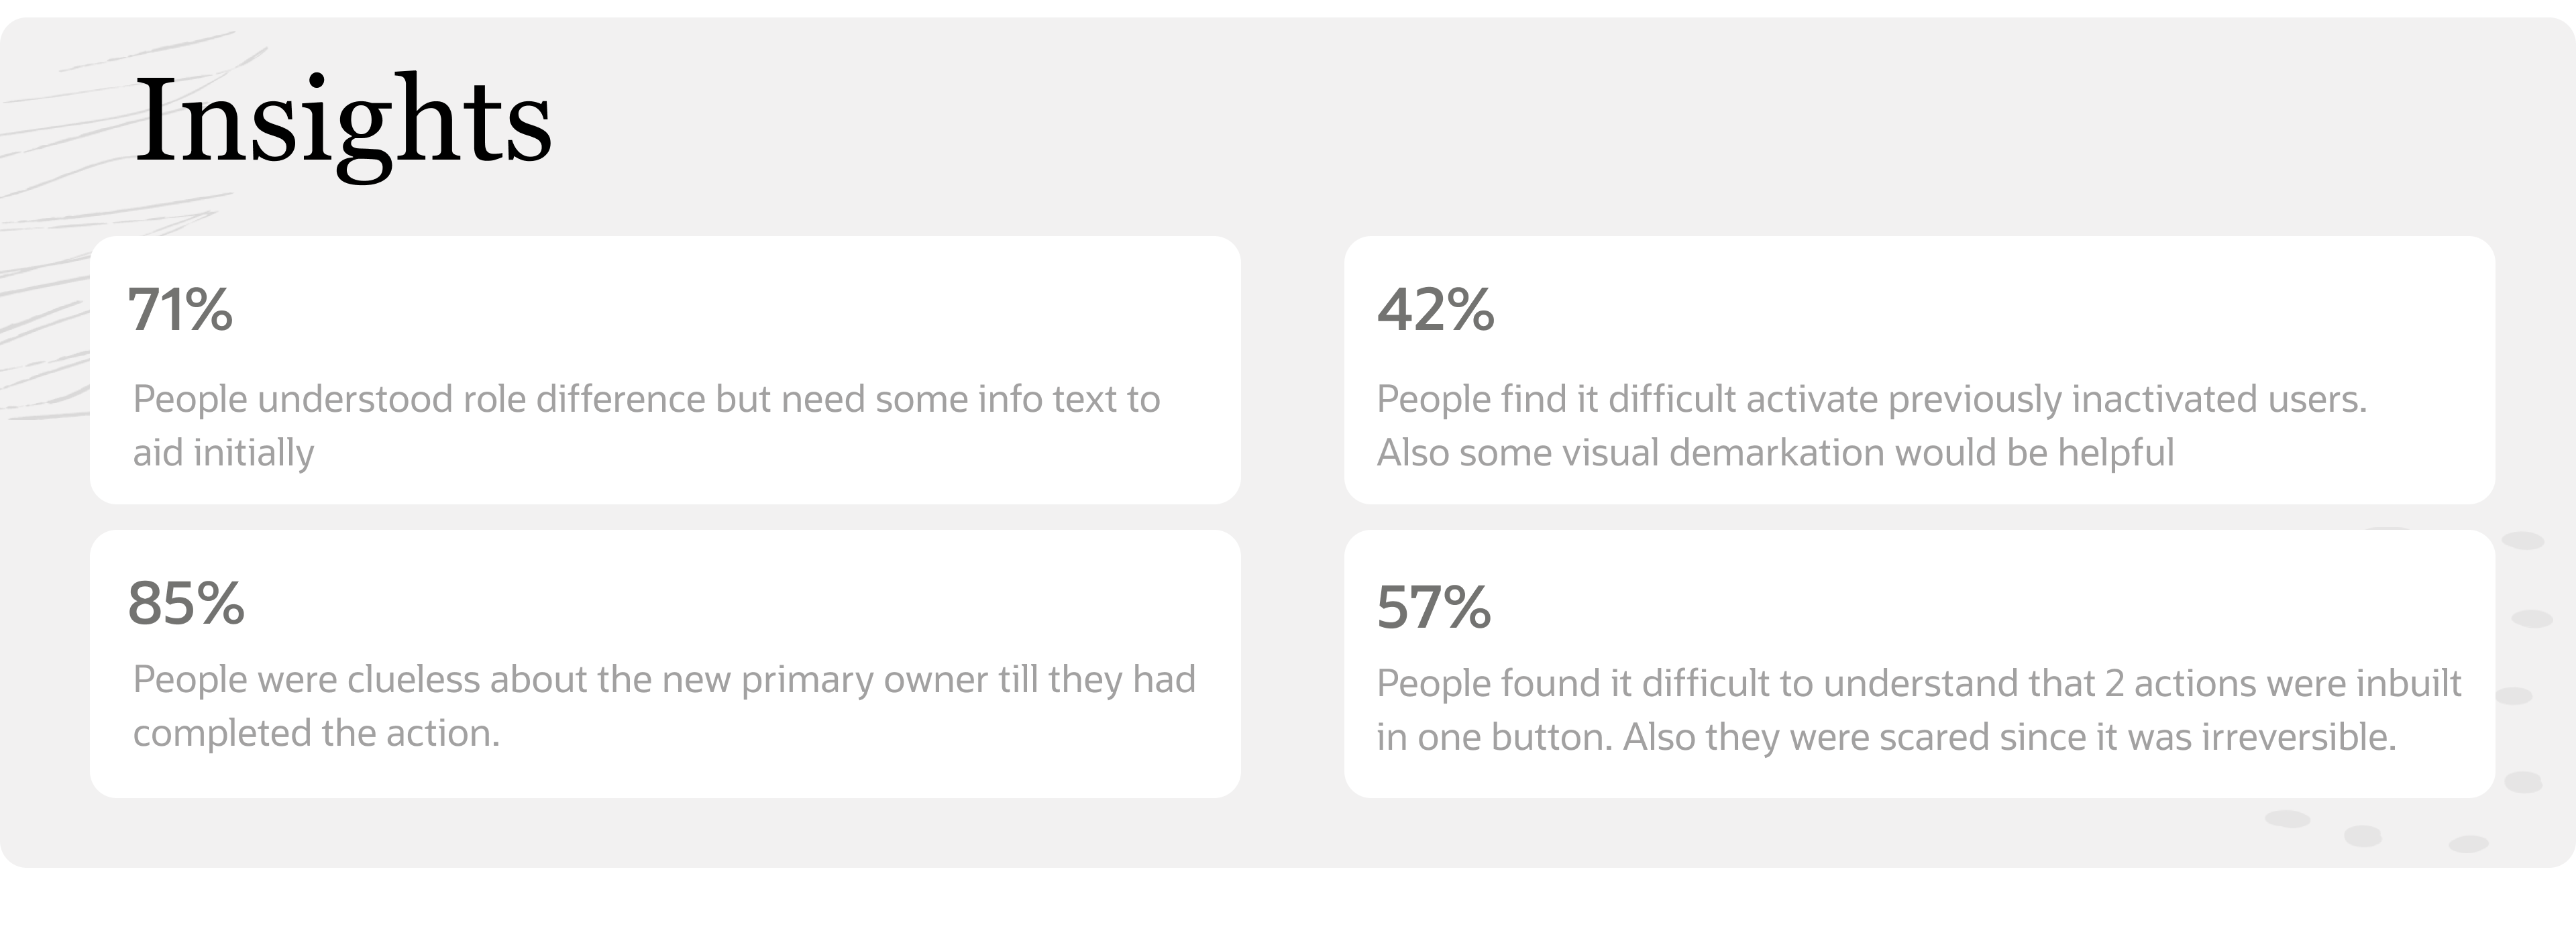 Insights
71%
People understood role difference but need some info text to
aid initially
42%
People find it difficult activate previously inactivated users.
Also some visual demarkation would be helpful
85%
People were clueless about the new primary owner till they had
completed the action.
57%
People found it difficult to understand that 2 actions were inbuilt
in one button. Also they were scared since it was irreversible.